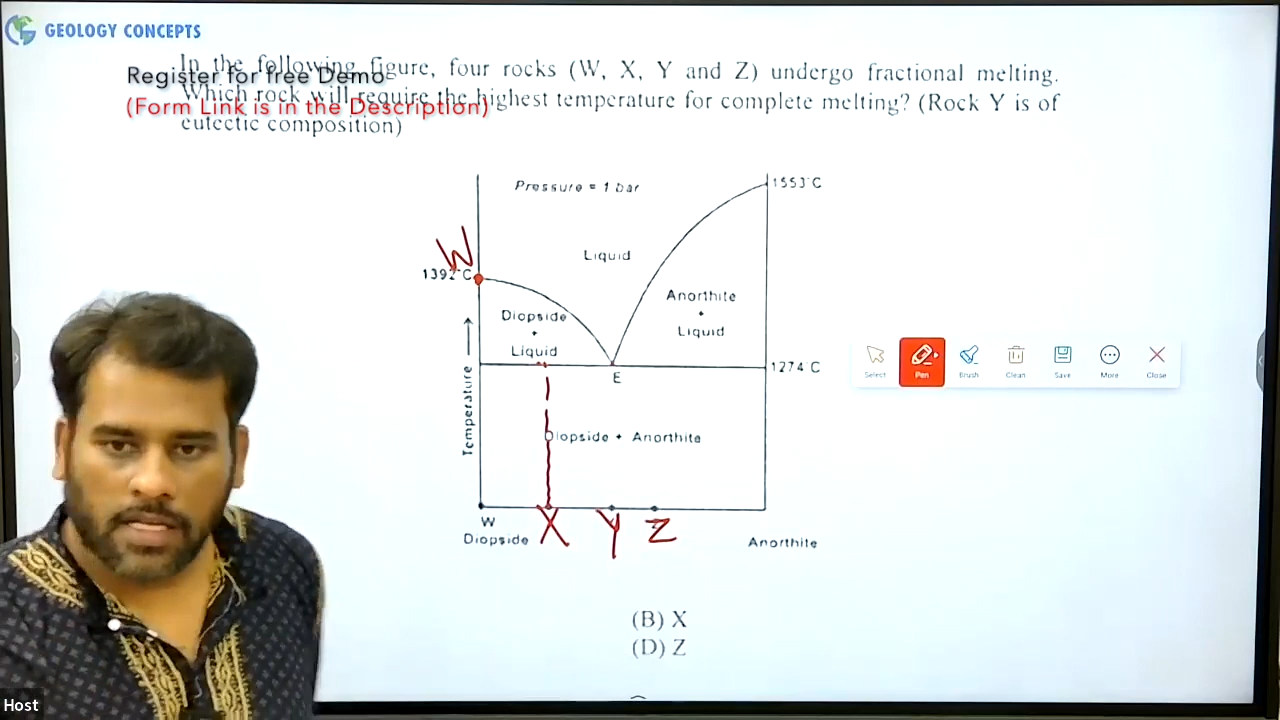 GEOLOGY CONCEPTS
In the following figure, four rocks (W, X, Y and Z) undergo fractional melting.
Register for free Demo
Which rock will require the highest temperature for complete melting? (Rock Y is of
(Form Link is in the Description)
eutectic composition)
Pressure = 1 bar
1553°C
W
Liquid
1392°C
Anorthite
+
Liquid
Diopside
+
Liquid
1274°C
E
Temperature
Diopside + Anorthite
Select Pen Brush Clean Save More Close
W X Y Z
Diopside Anorthite
(B) X
(D) Z
Host